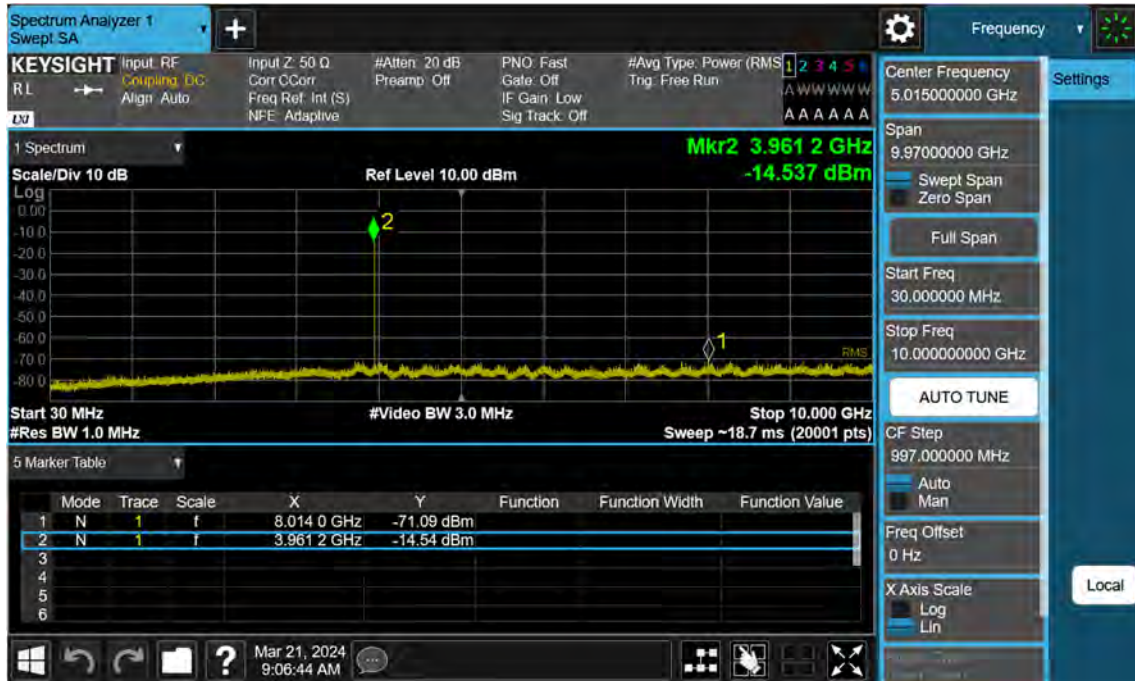 Spectrum Analyzer 1
Swept SA
+
Frequency
KEYSIGHT
RL
LXI
Input: RF
Coupling: DC
Align: Auto
Input Z: 50 Ω
Corr CCorr
Freq Ref: Int (S)
NFE: Adaptive
#Atten: 20 dB
Preamp: Off
PNO: Fast
Gate: Off
IF Gain: Low
Sig Track: Off
#Avg Type: Power (RMS
Trig: Free Run
1 2 3 4 5 6
A W W W W W
A A A A A A
Center Frequency
5.015000000 GHz
Settings
1 Spectrum
Scale/Div 10 dB
Ref Level 10.00 dBm
Mkr2 3.961 2 GHz
-14.537 dBm
Span
9.97000000 GHz
Swept Span
Zero Span
Full Span
Log
0.00
-10.0
-20.0
-30.0
-40.0
-50.0
-60.0
-70.0
-80.0
2
1
RMS
Start Freq
30.000000 MHz
Stop Freq
10.000000000 GHz
AUTO TUNE
Start 30 MHz
#Video BW 3.0 MHz
Stop 10.000 GHz
#Res BW 1.0 MHz
Sweep ~18.7 ms (20001 pts)
CF Step
997.000000 MHz
Auto
Man
5 Marker Table
Mode Trace Scale X Y Function Function Width Function Value
1 N 1 f 8.014 0 GHz -71.09 dBm
2 N 1 f 3.961 2 GHz -14.54 dBm
3
4
5
6
Freq Offset
0 Hz
X Axis Scale
Log
Lin
Local
?
Mar 21, 2024
9:06:44 AM